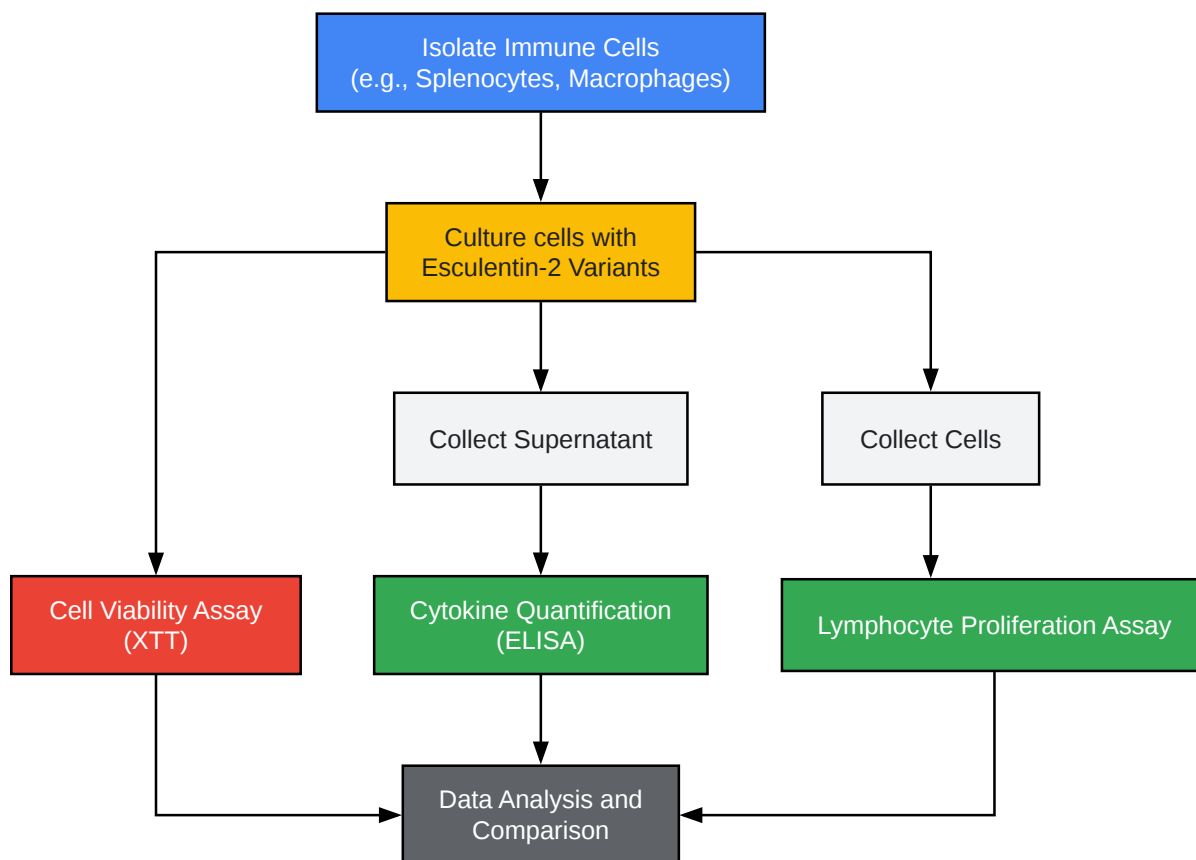 Isolate Immune Cells
(e.g., Splenocytes, Macrophages)
Culture cells with
Esculentin-2 Variants
Collect Supernatant
Collect Cells
Cell Viability Assay
(XTT)
Cytokine Quantification
(ELISA)
Lymphocyte Proliferation Assay
Data Analysis and
Comparison